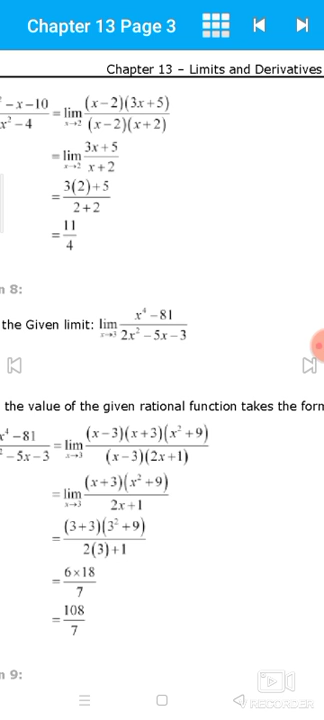 Chapter 13 Page 3
Chapter 13 – Limits and Derivatives
-x-10 / x²-4 = lim x→2 (x-2)(3x+5) / (x-2)(x+2)
= lim x→2 3x+5 / x+2
= 3(2)+5 / 2+2
= 11 / 4
n 8:
the Given limit: lim x→3 x⁴-81 / 2x²-5x-3
the value of the given rational function takes the forn
x⁴-81 / ²-5x-3 = lim x→3 (x-3)(x+3)(x²+9) / (x-3)(2x+1)
= lim x→3 (x+3)(x²+9) / 2x+1
= (3+3)(3²+9) / 2(3)+1
= 6×18 / 7
= 108 / 7
n 9:
RECORDER